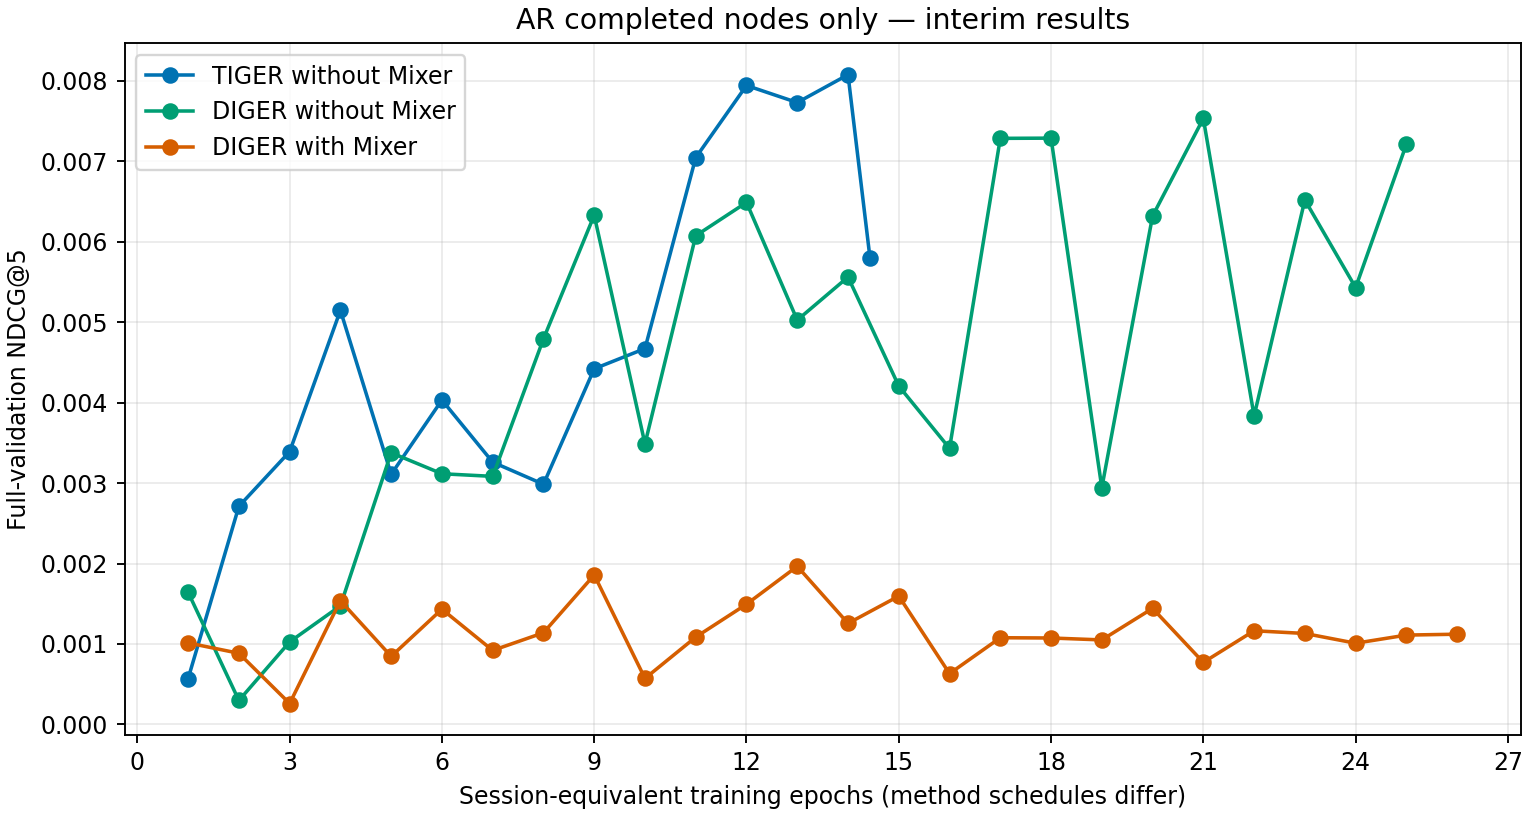 AR completed nodes only — interim results
TIGER without Mixer
DIGER without Mixer
DIGER with Mixer
Full-validation NDCG@5
0.008
0.007
0.006
0.005
0.004
0.003
0.002
0.001
0.000
0 3 6 9 12 15 18 21 24 27
Session-equivalent training epochs (method schedules differ)